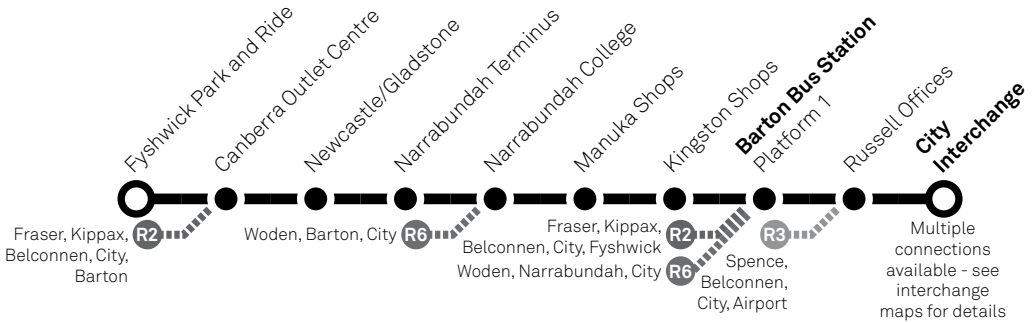 Fyshwick Park and Ride
Canberra Outlet Centre
Newcastle/Gladstone
Narrabundah Terminus
Narrabundah College
Manuka Shops
Kingston Shops
Barton Bus Station
Platform 1
Russell Offices
City
Interchange
Fraser, Kippax,
Belconnen, City,
Barton
R2
Woden, Barton, City
R6
Fraser, Kippax,
Belconnen, City, Fyshwick
R2
Woden, Narrabundah, City
R6
R3
Spence,
Belconnen,
City, Airport
Multiple
connections
available - see
interchange
maps for details